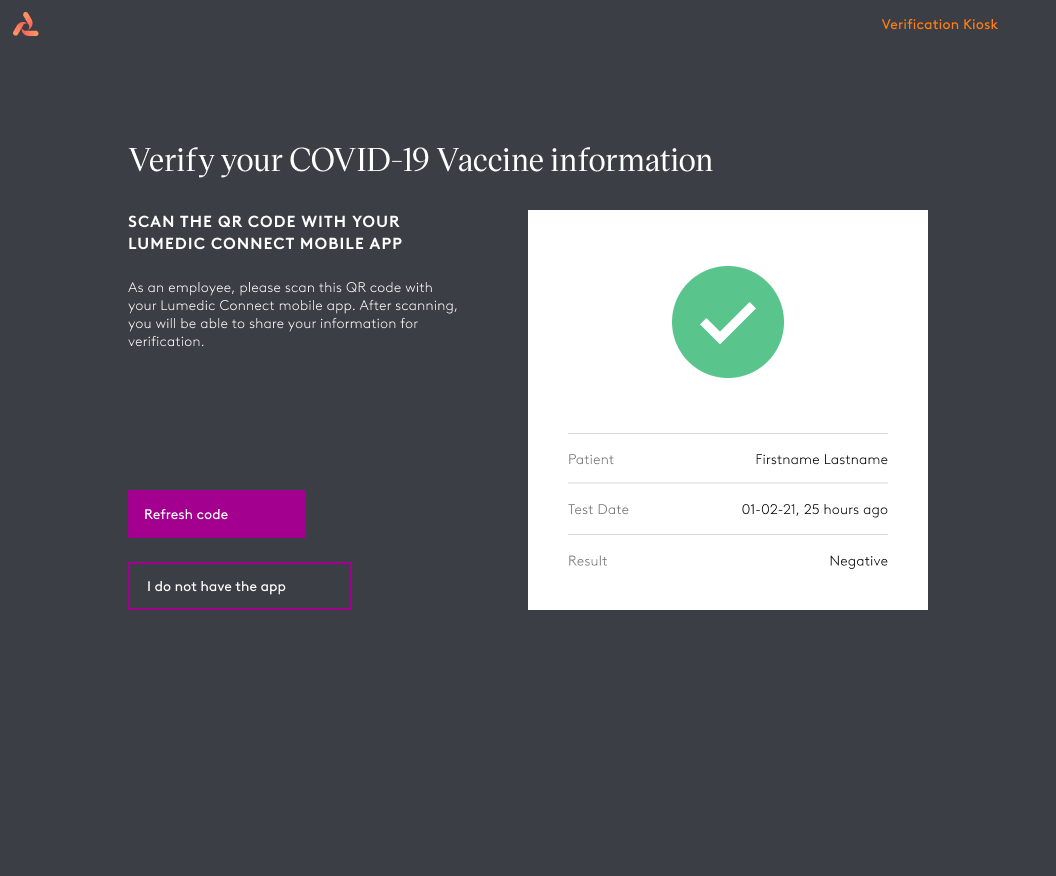 Verification Kiosk
Verify your COVID-19 Vaccine information
SCAN THE QR CODE WITH YOUR
LUMEDIC CONNECT MOBILE APP
As an employee, please scan this QR code with
your Lumedic Connect mobile app. After scanning,
you will be able to share your information for
verification.
Refresh code
I do not have the app
Patient Firstname Lastname
Test Date 01-02-21, 25 hours ago
Result Negative